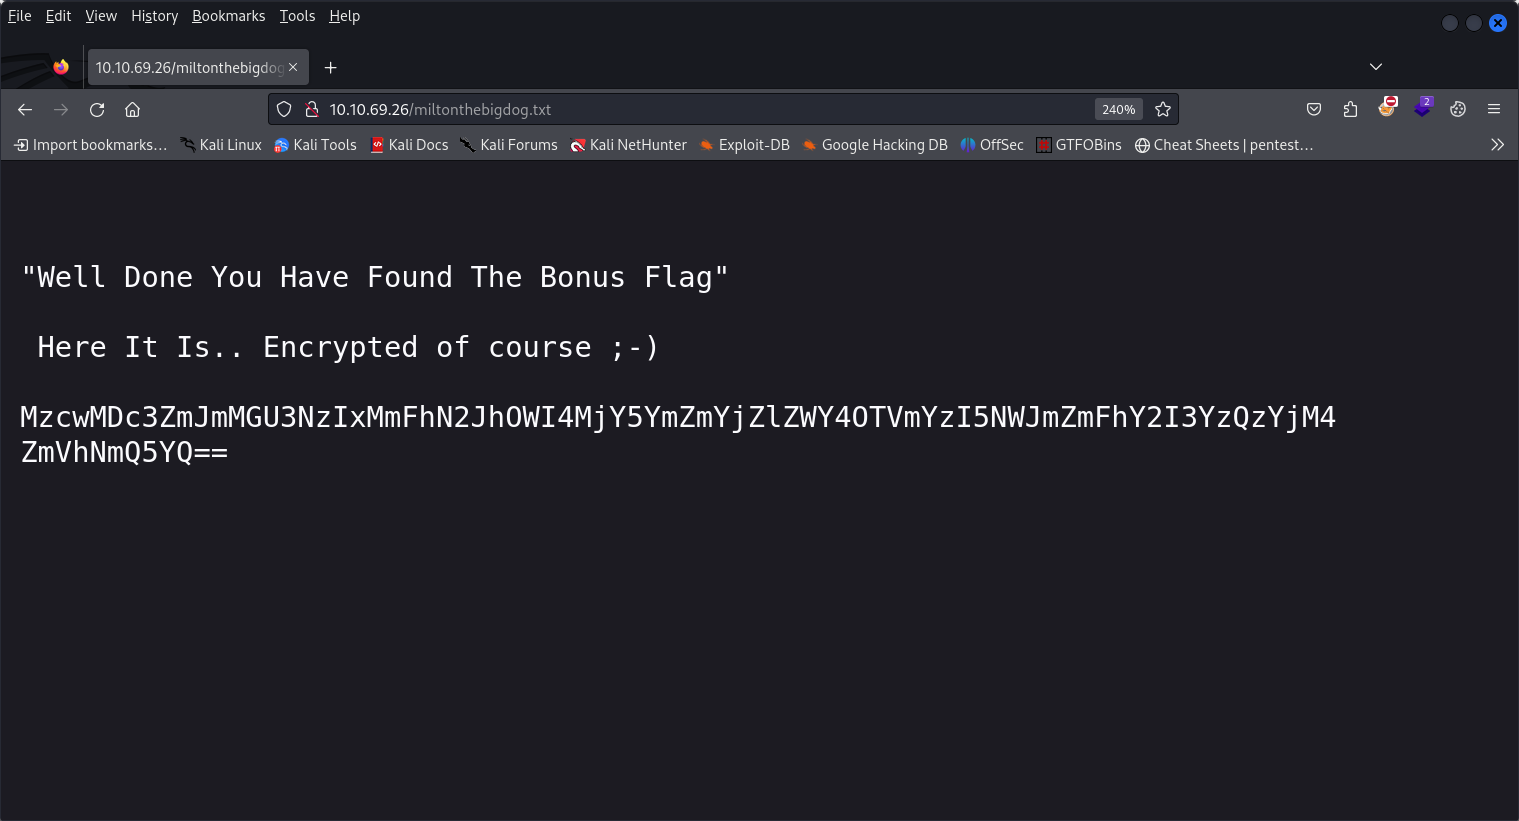 File Edit View History Bookmarks Tools Help
10.10.69.26/miltonthebigdog
10.10.69.26/miltonthebigdog.txt 240% 2
Import bookmarks… Kali Linux Kali Tools Kali Docs Kali Forums Kali NetHunter Exploit-DB Google Hacking DB OffSec GTFOBins Cheat Sheets | pentest…
"Well Done You Have Found The Bonus Flag"
Here It Is.. Encrypted of course ;-)
MzcwMDc3ZmJmMGU3NzIxMmFhN2JhOWI4MjY5YmZmYjZlZWY4OTVmYzI5NWJmZmFhY2I3YzQzYjM4
ZmVhNmQ5YQ==